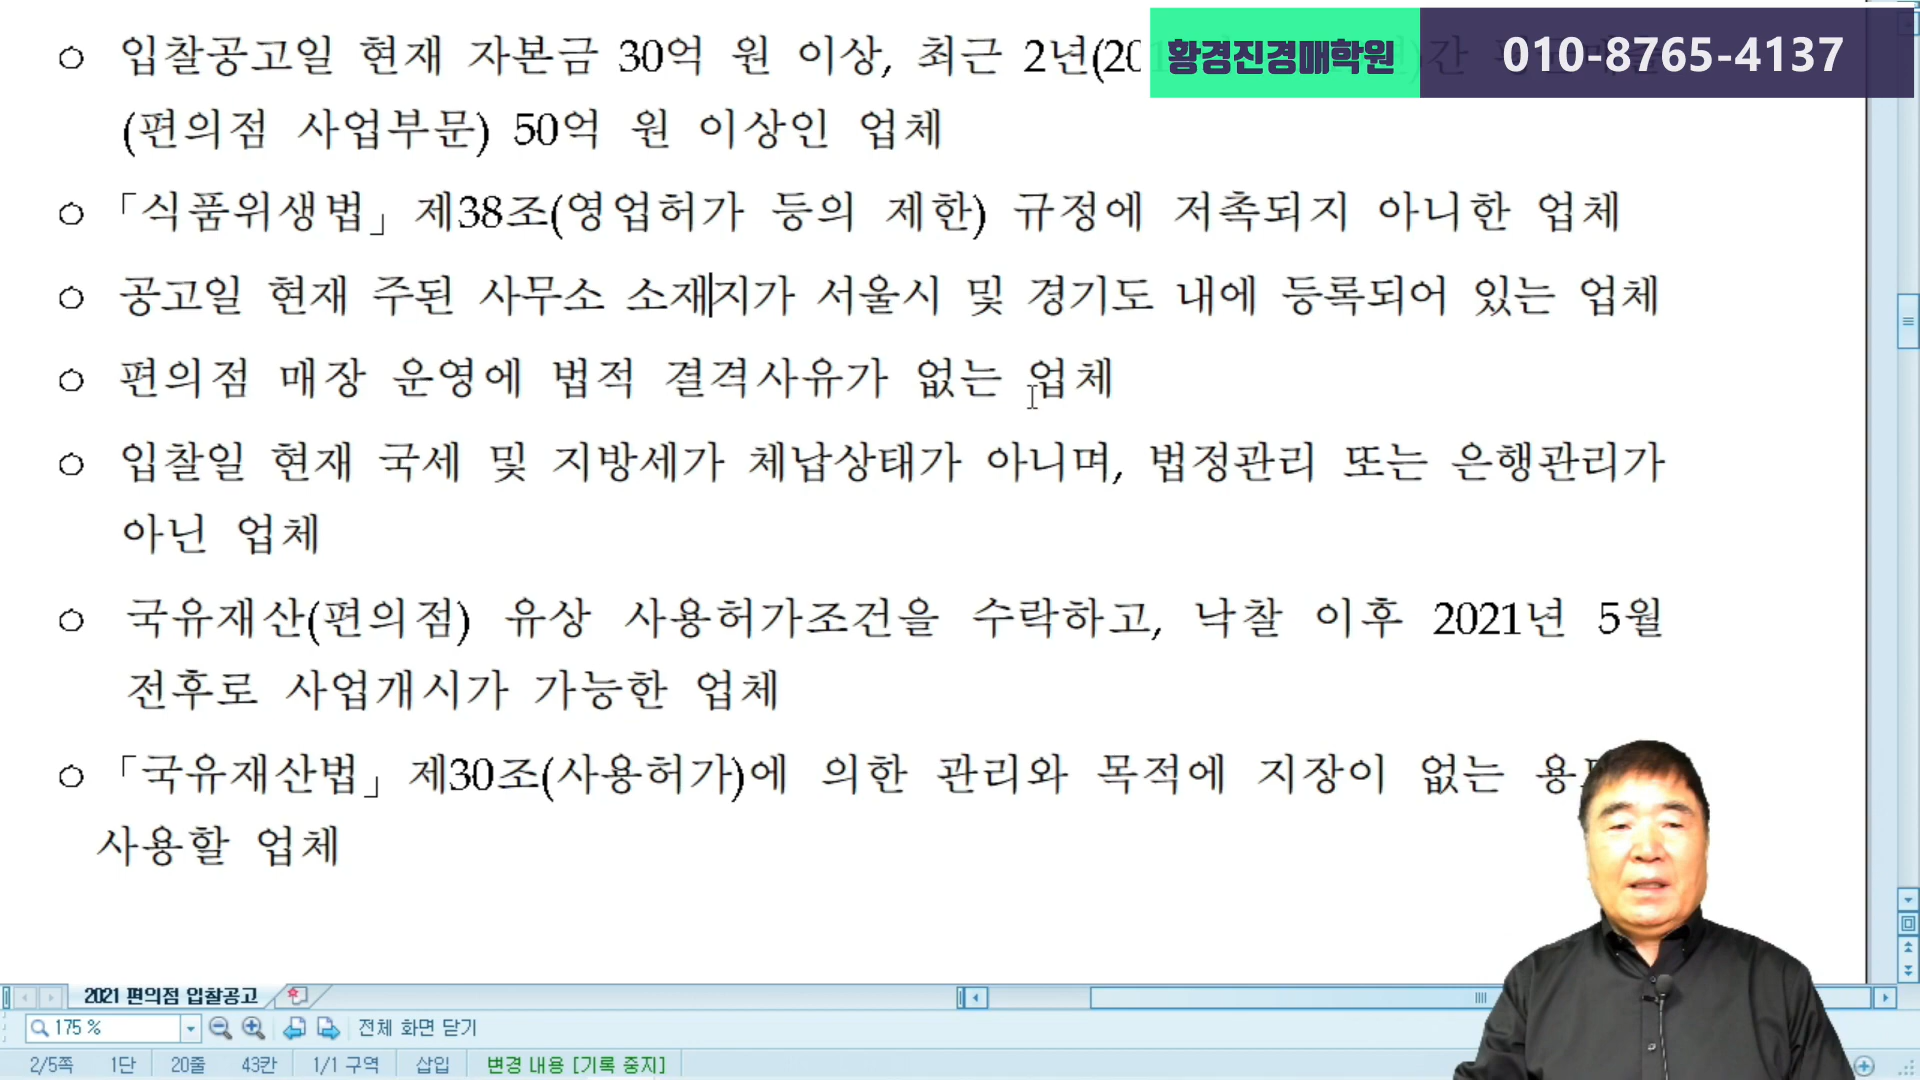 ○ 입찰공고일 현재 자본금 30억 원 이상, 최근 2년(20 간
황경진경매학원 010-8765-4137
(편의점 사업부문) 50억 원 이상인 업체
○ 「식품위생법」 제38조(영업허가 등의 제한) 규정에 저촉되지 아니한 업체
○ 공고일 현재 주된 사무소 소재지가 서울시 및 경기도 내에 등록되어 있는 업체
○ 편의점 매장 운영에 법적 결격사유가 없는 업체
○ 입찰일 현재 국세 및 지방세가 체납상태가 아니며, 법정관리 또는 은행관리가
아닌 업체
○ 국유재산(편의점) 유상 사용허가조건을 수락하고, 낙찰 이후 2021년 5월
전후로 사업개시가 가능한 업체
○ 「국유재산법」 제30조(사용허가)에 의한 관리와 목적에 지장이 없는
사용할 업체
2021 편의점 입찰공고
175 % 전체 화면 닫기
2/5쪽 1단 20줄 43칸 1/1 구역 삽입 변경 내용 [기록 중지]